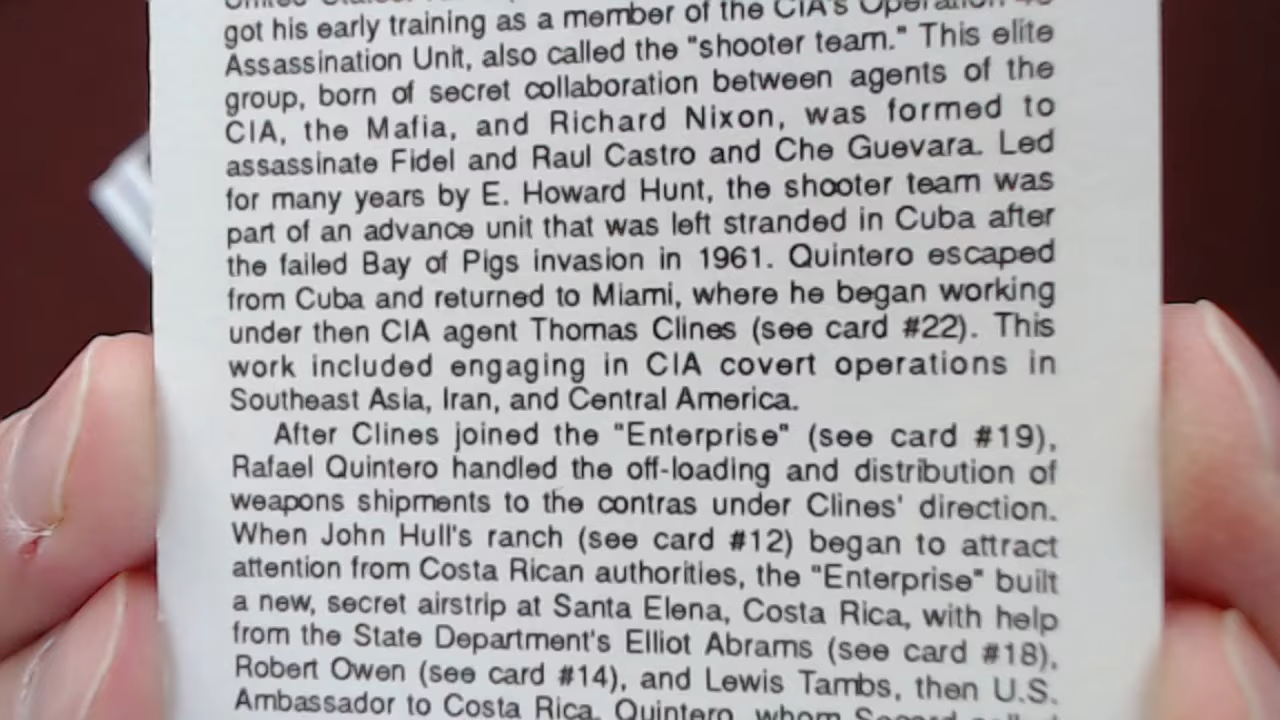 got his early training as a member of the CIA's Operation 40
Assassination Unit, also called the "shooter team." This elite
group, born of secret collaboration between agents of the
CIA, the Mafia, and Richard Nixon, was formed to
assassinate Fidel and Raul Castro and Che Guevara. Led
for many years by E. Howard Hunt, the shooter team was
part of an advance unit that was left stranded in Cuba after
the failed Bay of Pigs invasion in 1961. Quintero escaped
from Cuba and returned to Miami, where he began working
under then CIA agent Thomas Clines (see card #22). This
work included engaging in CIA covert operations in
Southeast Asia, Iran, and Central America.
After Clines joined the "Enterprise" (see card #19),
Rafael Quintero handled the off-loading and distribution of
weapons shipments to the contras under Clines' direction.
When John Hull's ranch (see card #12) began to attract
attention from Costa Rican authorities, the "Enterprise" built
a new, secret airstrip at Santa Elena, Costa Rica, with help
from the State Department's Elliot Abrams (see card #18),
Robert Owen (see card #14), and Lewis Tambs, then U.S.
Ambassador to Costa Rica. Quintero, whom Secord called